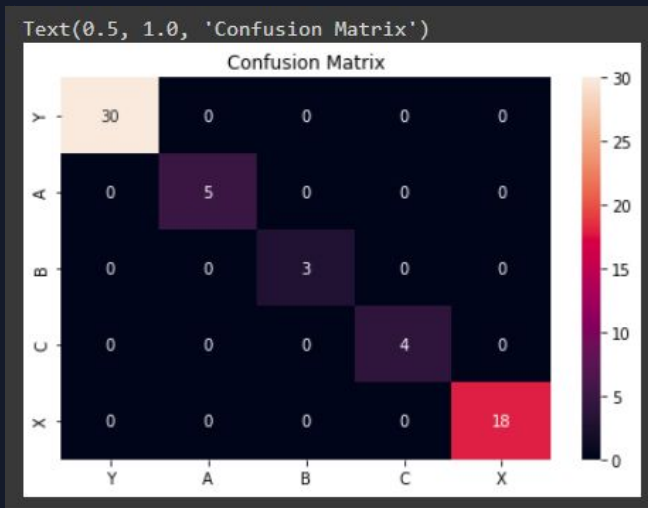 Text(0.5, 1.0, 'Confusion Matrix')
Confusion Matrix
Y 30 0 0 0 0
A 0 5 0 0 0
B 0 0 3 0 0
C 0 0 0 4 0
X 0 0 0 0 18
Y A B C X
30
25
20
15
10
5
0